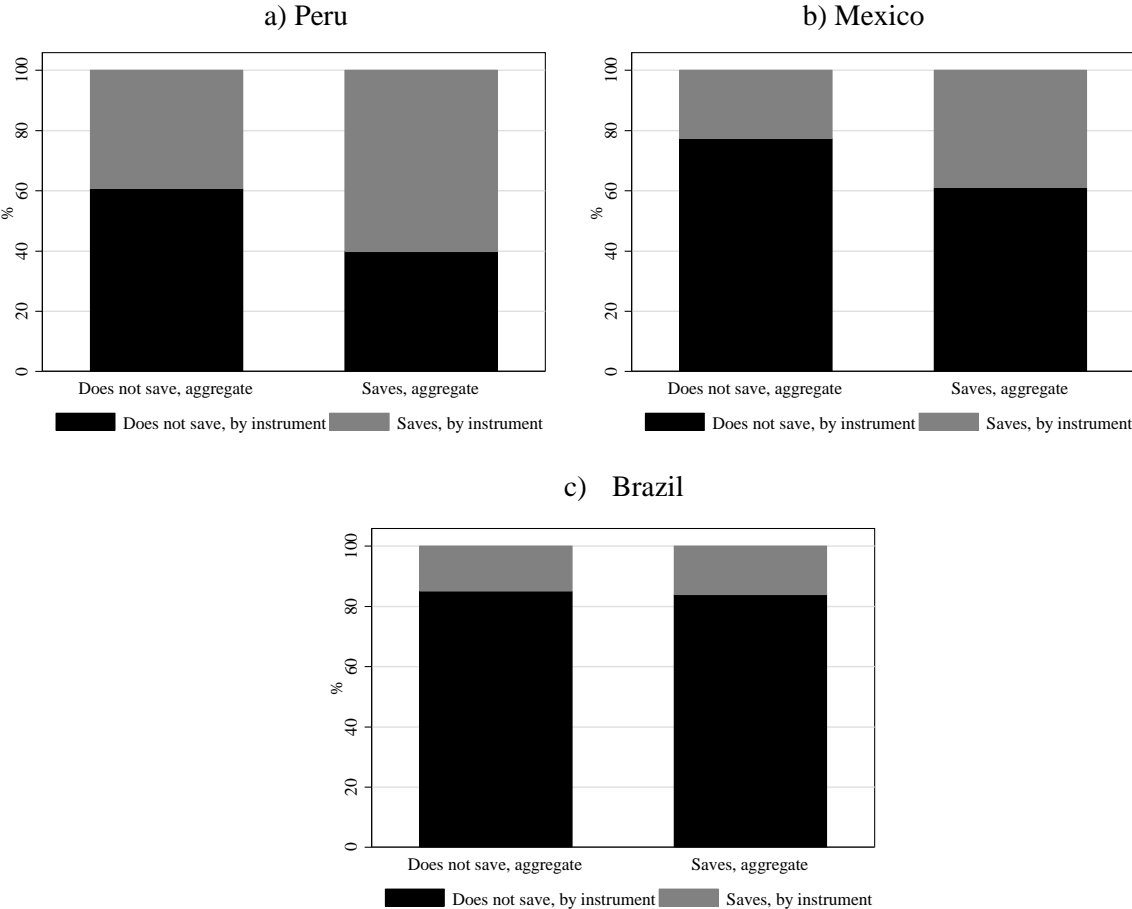 a) Peru
100
80
60
%
40
20
0
Does not save, aggregate Saves, aggregate
Does not save, by instrument Saves, by instrument
b) Mexico
100
80
60
%
40
20
0
Does not save, aggregate Saves, aggregate
Does not save, by instrument Saves, by instrument
c) Brazil
100
80
60
%
40
20
0
Does not save, aggregate Saves, aggregate
Does not save, by instrument Saves, by instrument